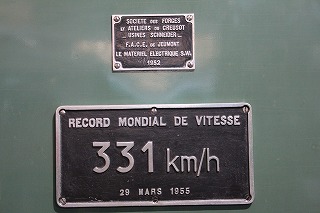 SOCIETE DES FORGES
ET ATELIERS DU CREUSOT
USINES SCHNEIDER
F.A.C.E. DE JEUMONT
LE MATERIEL ELECTRIQUE S.W.
1952
RECORD MONDIAL DE VITESSE
331 km/h
29 MARS 1955